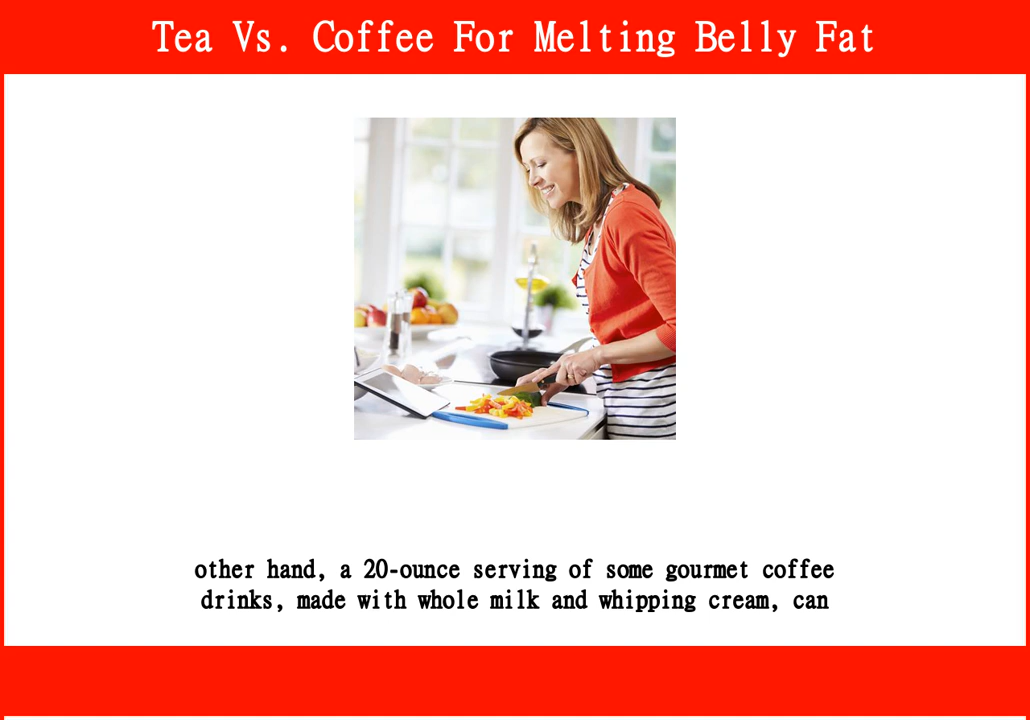 Tea Vs. Coffee For Melting Belly Fat
other hand, a 20-ounce serving of some gourmet coffee
drinks, made with whole milk and whipping cream, can